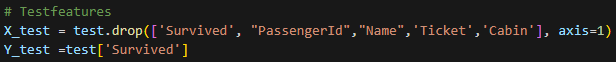 # Testfeatures
X_test = test.drop(['Survived', "PassengerId","Name",'Ticket','Cabin'], axis=1)
Y_test =test['Survived']